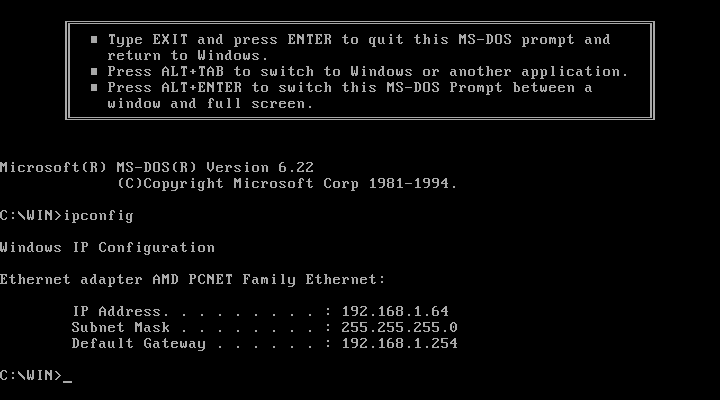 ■ Type EXIT and press ENTER to quit this MS-DOS prompt and
return to Windows.
■ Press ALT+TAB to switch to Windows or another application.
■ Press ALT+ENTER to switch this MS-DOS Prompt between a
window and full screen.
Microsoft(R) MS-DOS(R) Version 6.22
(C)Copyright Microsoft Corp 1981-1994.
C:\WIN>ipconfig
Windows IP Configuration
Ethernet adapter AMD PCNET Family Ethernet:
IP Address. . . . . . . . . : 192.168.1.64
Subnet Mask . . . . . . . . : 255.255.255.0
Default Gateway . . . . . . : 192.168.1.254
C:\WIN>_